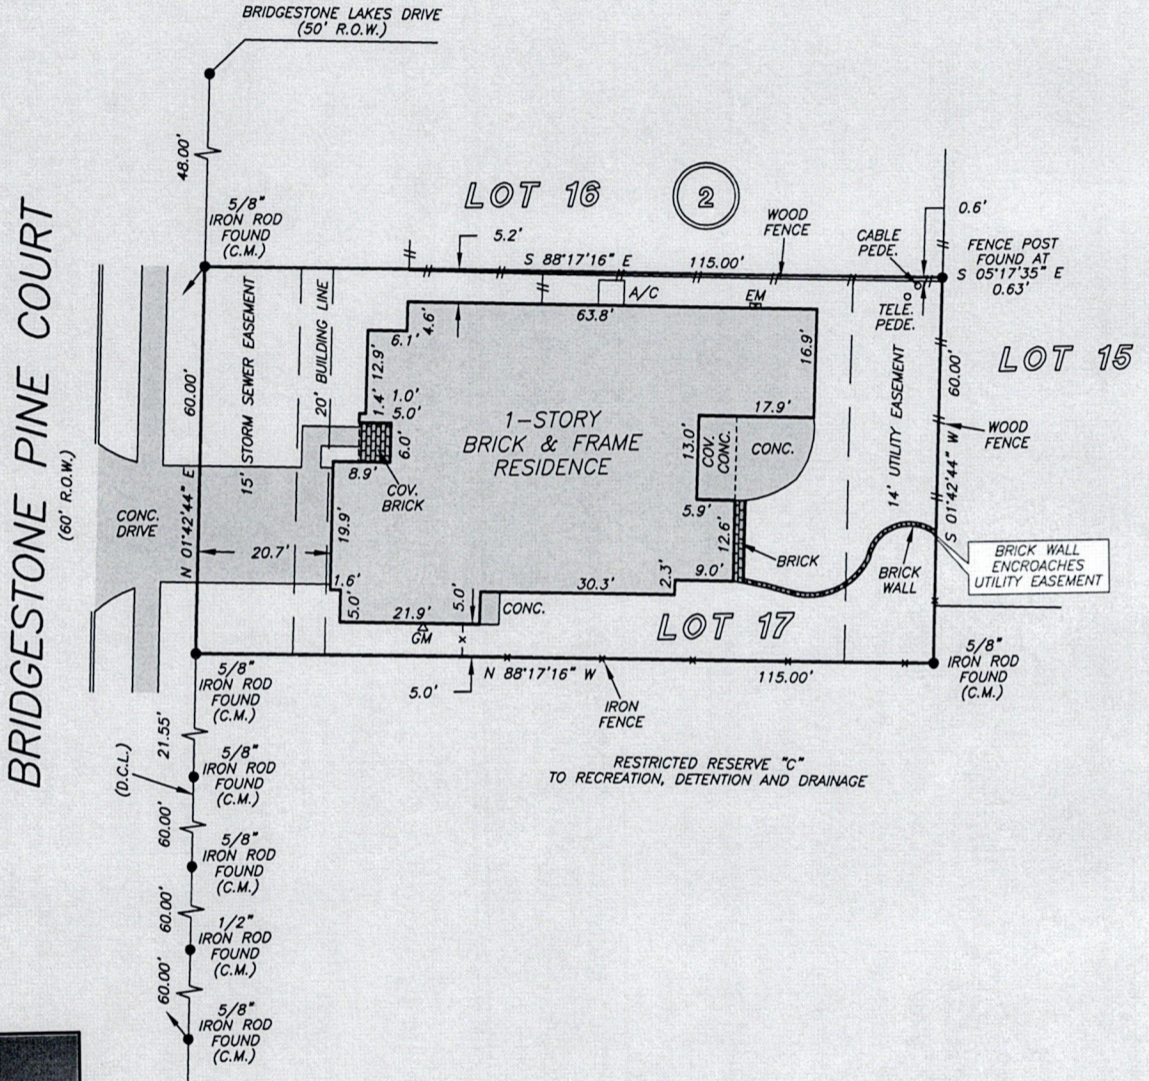 BRIDGESTONE LAKES DRIVE
(50' R.O.W.)
48.00'
BRIDGESTONE PINE COURT
(60' R.O.W.)
5/8"
IRON ROD
FOUND
(C.M.)
LOT 16
2
5.2'
S 88°17'16" E
115.00'
WOOD
FENCE
CABLE
PEDE.
0.6'
FENCE POST
FOUND AT
S 05°17'35" E
0.63'
TELE.
PEDE.
A/C
EM
63.8'
4.6'
6.1'
12.9'
1.4'
1.0'
5.0'
6.0'
8.9'
COV.
BRICK
16.9'
17.9'
13.0'
COV.
CONC.
CONC.
5.9'
12.6'
BRICK
9.0'
2.3'
30.3'
1-STORY
BRICK & FRAME
RESIDENCE
15' STORM SEWER EASEMENT
20' BUILDING LINE
60.00'
N 01°42'44" E
CONC.
DRIVE
20.7'
19.9'
1.6'
5.0'
21.9'
GM
5.0'
CONC.
14' UTILITY EASEMENT
LOT 15
60.00'
S 01°42'44" W
WOOD
FENCE
BRICK
WALL
BRICK WALL
ENCROACHES
UTILITY EASEMENT
LOT 17
5/8"
IRON ROD
FOUND
(C.M.)
5.0'
N 88°17'16" W
115.00'
IRON
FENCE
5/8"
IRON ROD
FOUND
(C.M.)
RESTRICTED RESERVE "C"
TO RECREATION, DETENTION AND DRAINAGE
21.55'
(D.C.L.)
5/8"
IRON ROD
FOUND
(C.M.)
60.00'
5/8"
IRON ROD
FOUND
(C.M.)
60.00'
1/2"
IRON ROD
FOUND
(C.M.)
60.00'
5/8"
IRON ROD
FOUND
(C.M.)